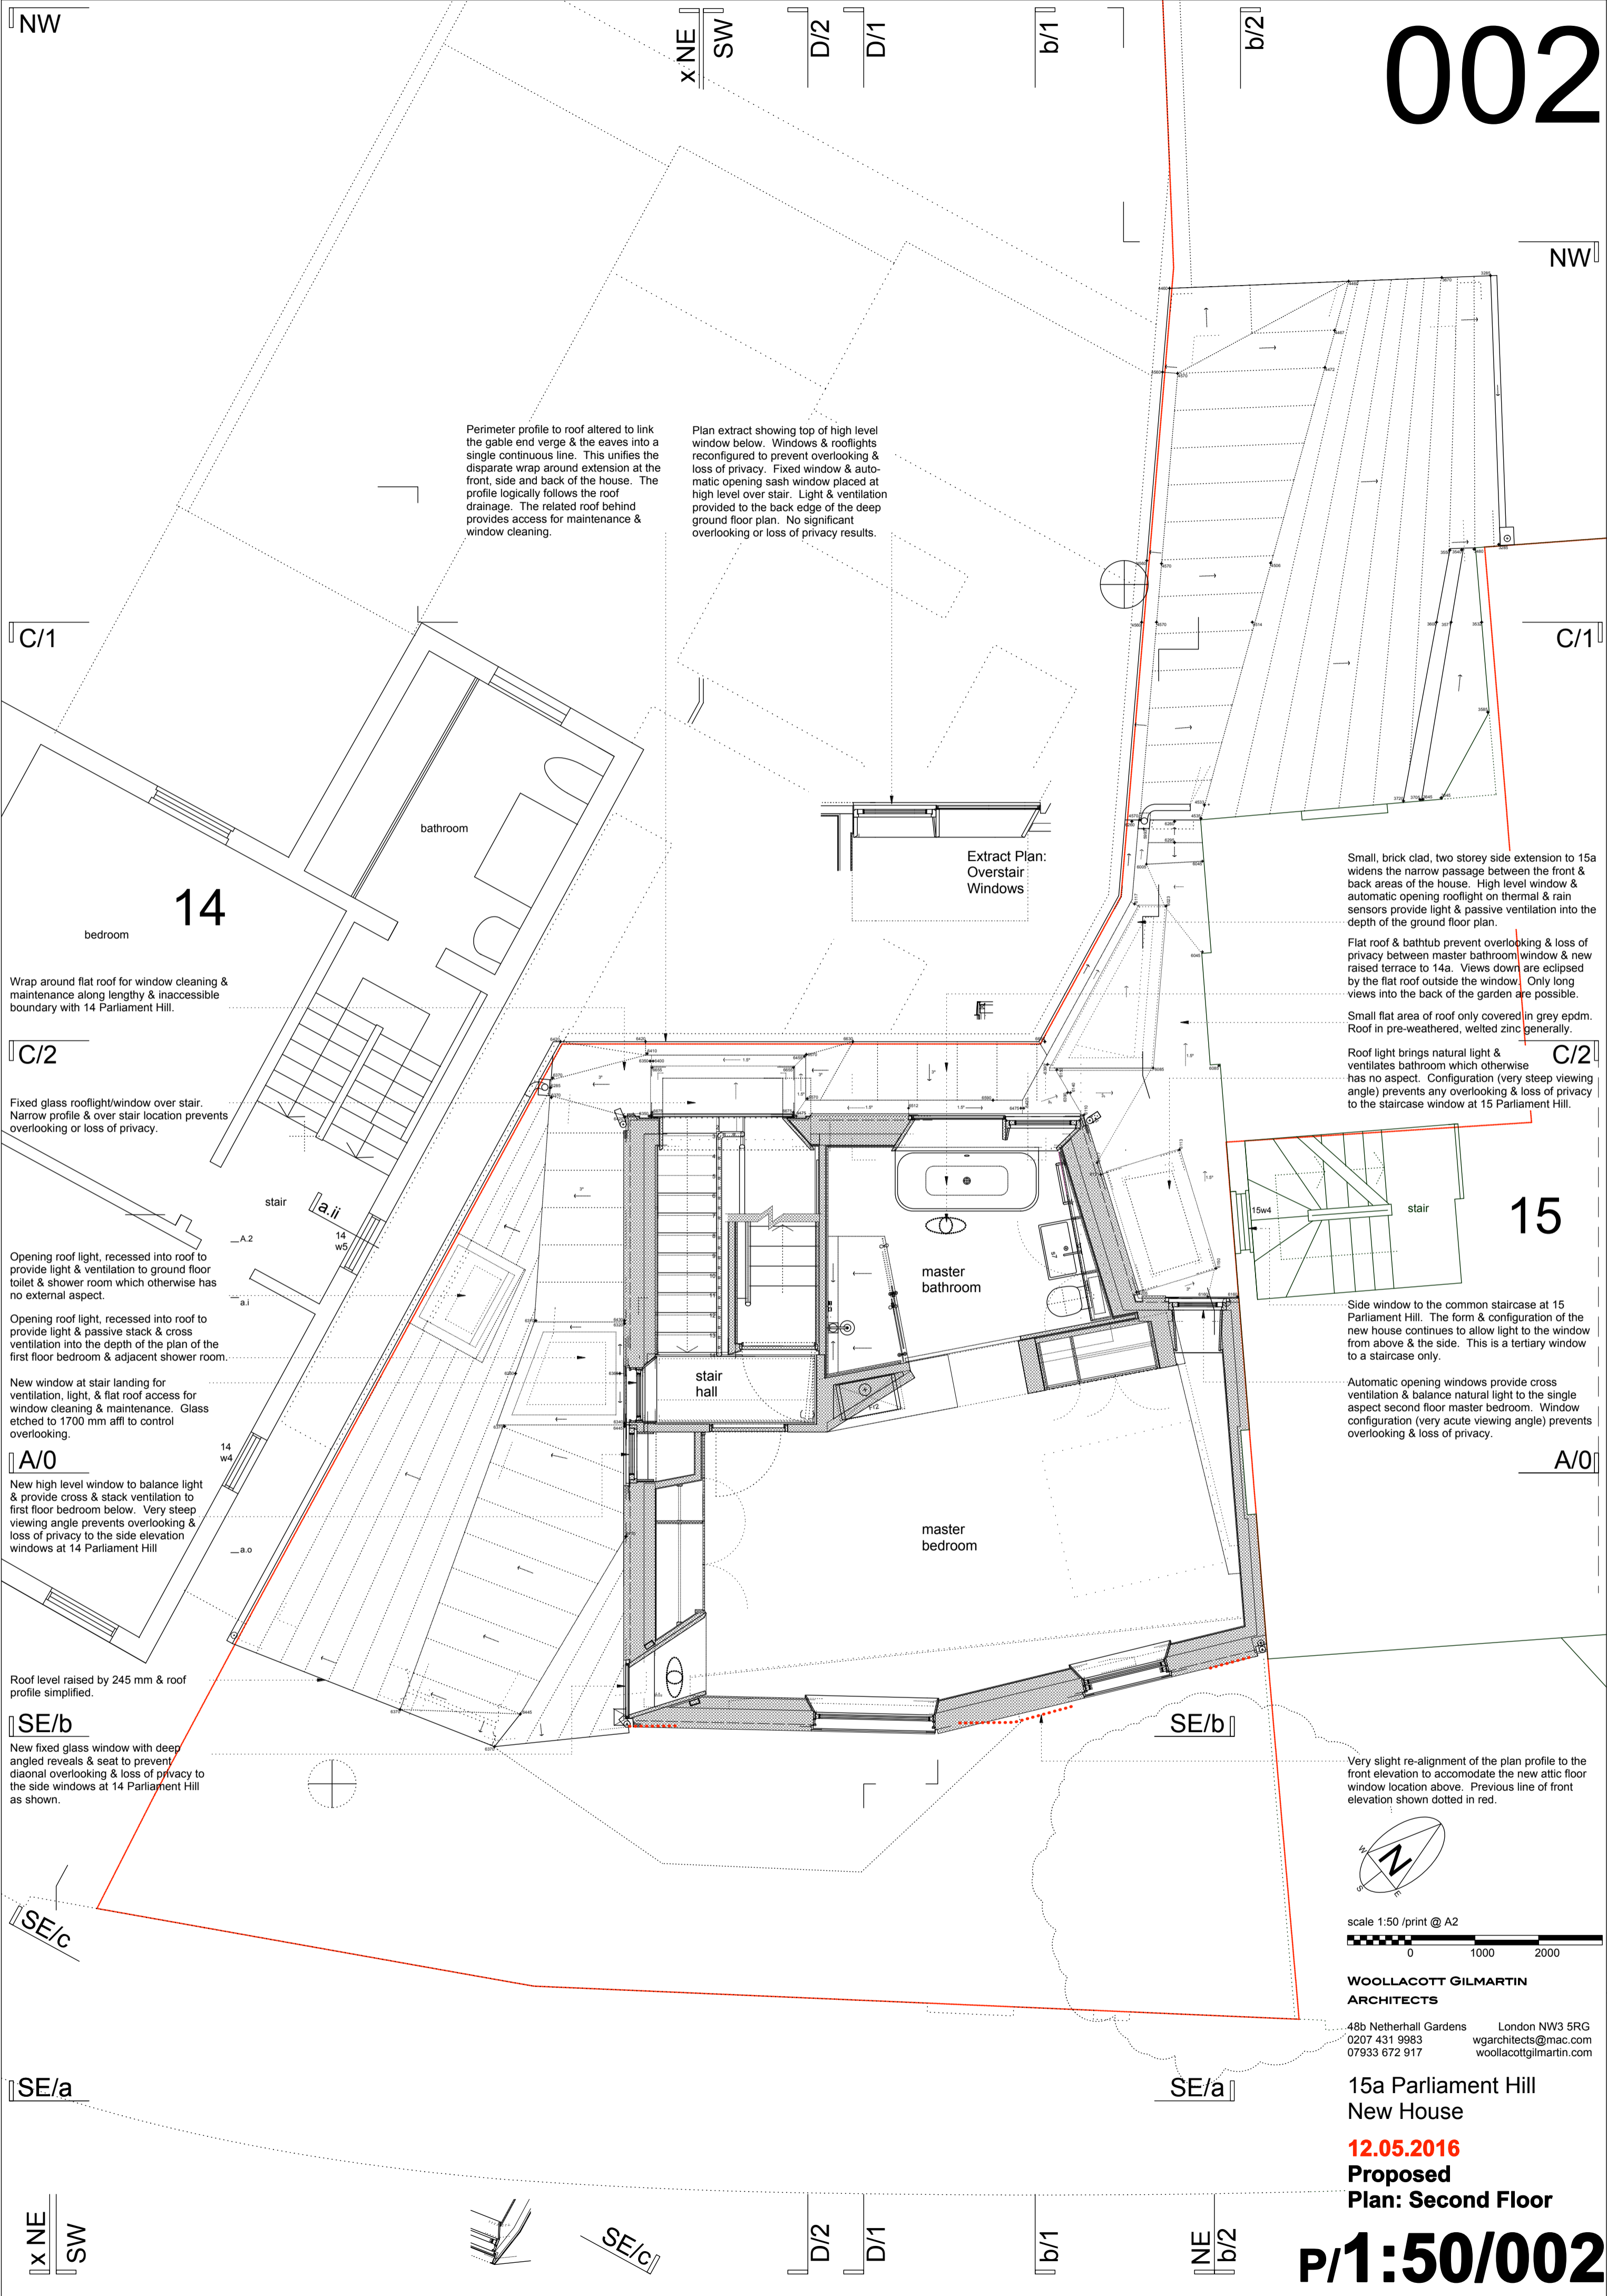 NW
x NE
SW
D/2
D/1
b/1
b/2
002
NW
Perimeter profile to roof altered to link
the gable end verge & the eaves into a
single continuous line. This unifies the
disparate wrap around extension at the
front, side and back of the house. The
profile logically follows the roof
drainage. The related roof behind
provides access for maintenance &
window cleaning.
Plan extract showing top of high level
window below. Windows & rooflights
reconfigured to prevent overlooking &
loss of privacy. Fixed window & auto-
matic opening sash window placed at
high level over stair. Light & ventilation
provided to the back edge of the deep
ground floor plan. No significant
overlooking or loss of privacy results.
C/1
C/1
bathroom
14
bedroom
Extract Plan:
Overstair
Windows
Small, brick clad, two storey side extension to 15a
widens the narrow passage between the front &
back areas of the house. High level window &
automatic opening rooflight on thermal & rain
sensors provide light & passive ventilation into the
depth of the ground floor plan.
Flat roof & bathtub prevent overlooking & loss of
privacy between master bathroom window & new
raised terrace to 14a. Views down are eclipsed
by the flat roof outside the window. Only long
views into the back of the garden are possible.
Small flat area of roof only covered in grey epdm.
Roof in pre-weathered, welted zinc generally.
Roof light brings natural light &
ventilates bathroom which otherwise
has no aspect. Configuration (very steep viewing
angle) prevents any overlooking & loss of privacy
to the staircase window at 15 Parliament Hill.
C/2
Wrap around flat roof for window cleaning &
maintenance along lengthy & inaccessible
boundary with 14 Parliament Hill.
C/2
Fixed glass rooflight/window over stair.
Narrow profile & over stair location prevents
overlooking or loss of privacy.
stair
a.ii
A.2
14
w5
a.i
15w4
stair
15
master
bathroom
Opening roof light, recessed into roof to
provide light & ventilation to ground floor
toilet & shower room which otherwise has
no external aspect.
Opening roof light, recessed into roof to
provide light & passive stack & cross
ventilation into the depth of the plan of the
first floor bedroom & adjacent shower room.
New window at stair landing for
ventilation, light, & flat roof access for
window cleaning & maintenance. Glass
etched to 1700 mm affl to control
overlooking.
stair
hall
Side window to the common staircase at 15
Parliament Hill. The form & configuration of the
new house continues to allow light to the window
from above & the side. This is a tertiary window
to a staircase only.
Automatic opening windows provide cross
ventilation & balance natural light to the single
aspect second floor master bedroom. Window
configuration (very acute viewing angle) prevents
overlooking & loss of privacy.
A/0
14
w4
A/0
New high level window to balance light
& provide cross & stack ventilation to
first floor bedroom below. Very steep
viewing angle prevents overlooking &
loss of privacy to the side elevation
windows at 14 Parliament Hill
a.o
master
bedroom
Roof level raised by 245 mm & roof
profile simplified.
SE/b
SE/b
New fixed glass window with deep
angled reveals & seat to prevent
diaonal overlooking & loss of privacy to
the side windows at 14 Parliament Hill
as shown.
Very slight re-alignment of the plan profile to the
front elevation to accomodate the new attic floor
window location above. Previous line of front
elevation shown dotted in red.
W
N
S
E
SE/c
scale 1:50 /print @ A2
0 1000 2000
WOOLLACOTT GILMARTIN
ARCHITECTS
48b Netherhall Gardens London NW3 5RG
0207 431 9983 wgarchitects@mac.com
07933 672 917 woollacottgilmartin.com
SE/a
SE/a
15a Parliament Hill
New House
12.05.2016
Proposed
Plan: Second Floor
x NE
SW
SE/c
D/2
D/1
b/1
NE
b/2
P/1:50/002